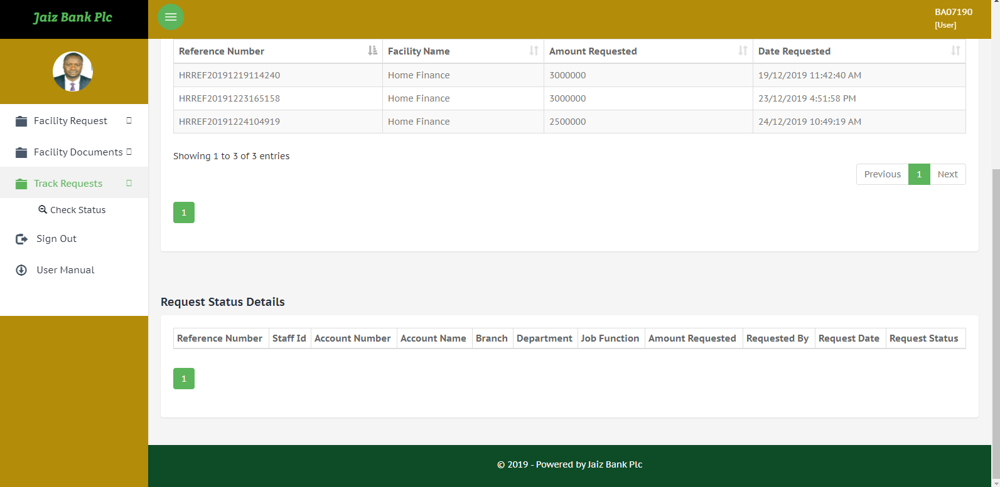 Jaiz Bank Plc
BA07190
[User]
Facility Request
Facility Documents
Track Requests
Check Status
Sign Out
User Manual
Reference Number Facility Name Amount Requested Date Requested
HRREF20191219114240 Home Finance 3000000 19/12/2019 11:42:40 AM
HRREF20191223165158 Home Finance 3000000 23/12/2019 4:51:58 PM
HRREF20191224104919 Home Finance 2500000 24/12/2019 10:49:19 AM
Showing 1 to 3 of 3 entries
Previous 1 Next
1
Request Status Details
Reference Number Staff Id Account Number Account Name Branch Department Job Function Amount Requested Requested By Request Date Request Status
1
© 2019 - Powered by Jaiz Bank Plc